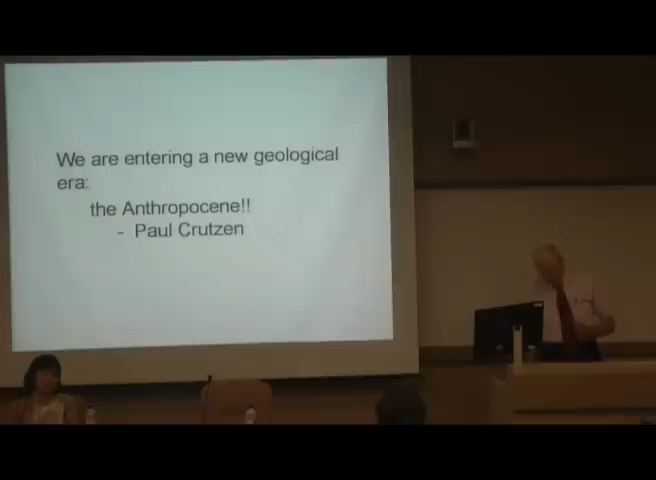 We are entering a new geological
era:
the Anthropocene!!
- Paul Crutzen